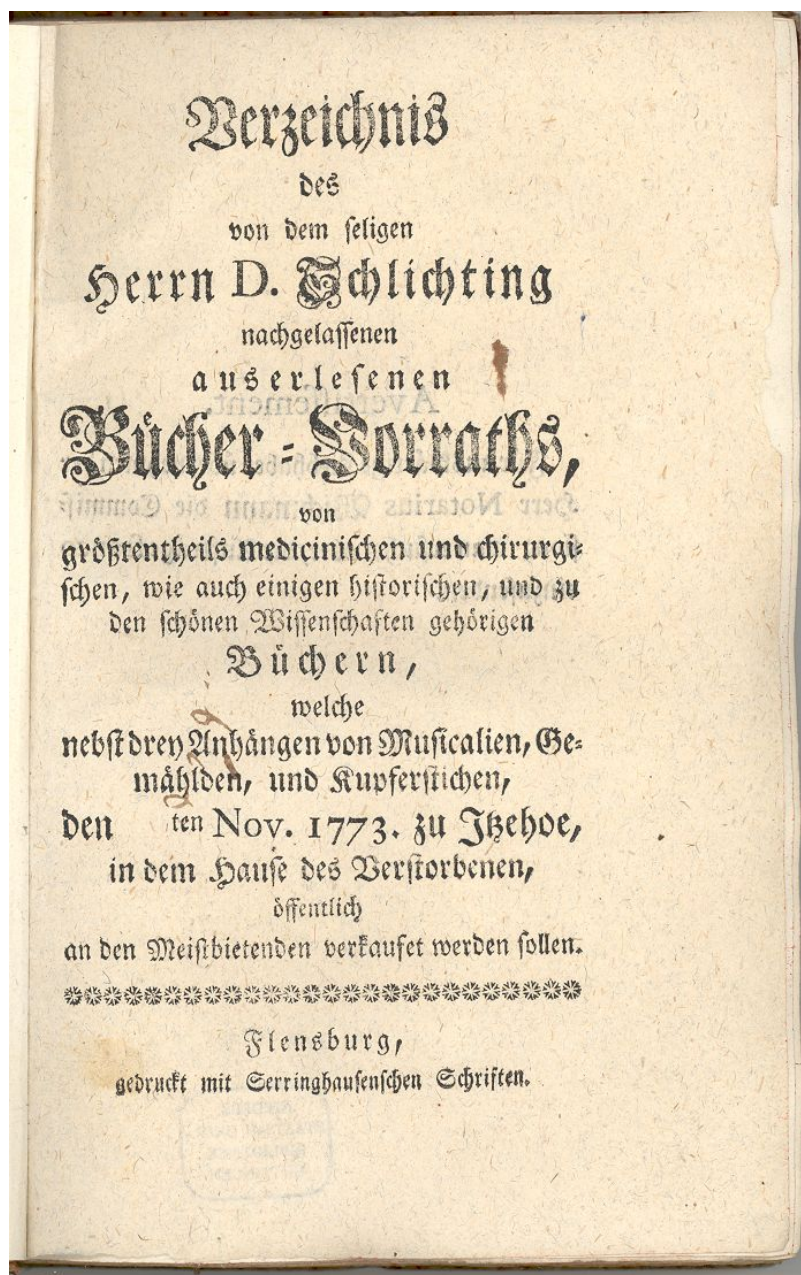 Verzeichnis
des
von dem seligen
Herrn D. Schlichting
nachgelassenen
auserlesenen
Bücher-Vorraths,
von
größtentheils medicinischen und chirurgi-
schen, wie auch einigen historischen, und zu
den schönen Wissenschaften gehörigen
Büchern,
welche
nebst drey Anhängen von Musicalien, Ge-
mählden, und Kupferstichen,
den ten Nov. 1773. zu Itzehoe,
in dem Hause des Verstorbenen,
öffentlich
an den Meistbietenden verkaufet werden sollen.
Flensburg,
gedruckt mit Serringhausenschen Schriften.